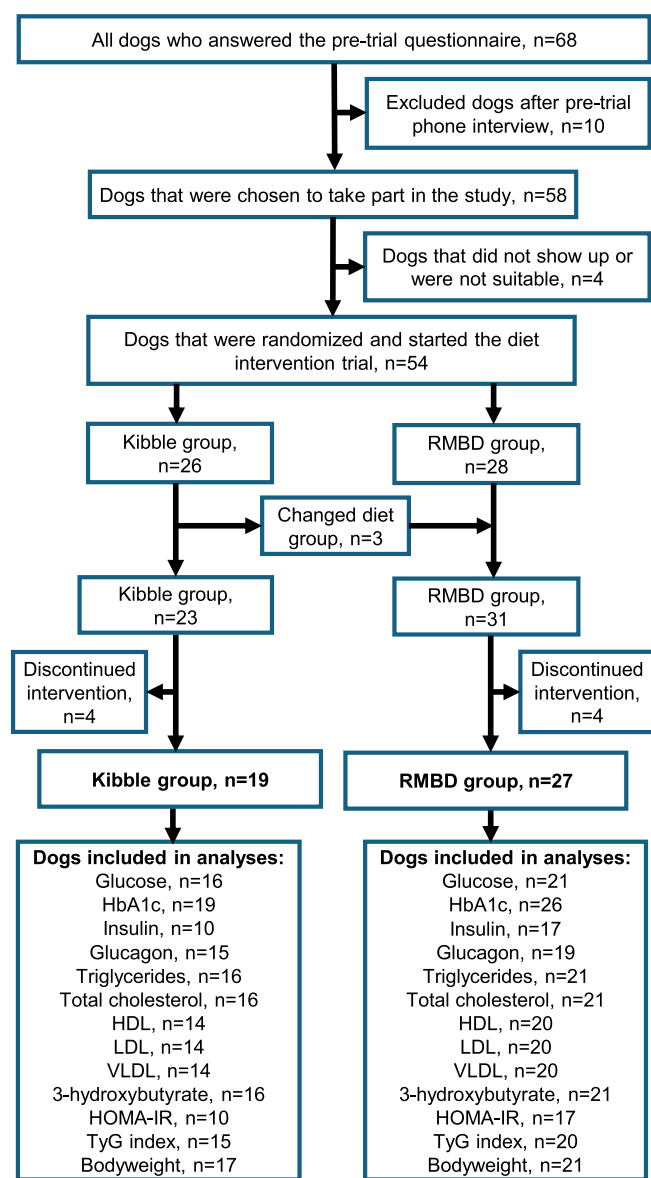 All dogs who answered the pre-trial questionnaire, n=68
Excluded dogs after pre-trial
phone interview, n=10
Dogs that were chosen to take part in the study, n=58
Dogs that did not show up or
were not suitable, n=4
Dogs that were randomized and started the diet
intervention trial, n=54
Kibble group,
n=26
RMBD group,
n=28
Changed diet
group, n=3
Kibble group,
n=23
RMBD group,
n=31
Discontinued
intervention,
n=4
Discontinued
intervention,
n=4
Kibble group, n=19
RMBD group, n=27
Dogs included in analyses:
Glucose, n=16
HbA1c, n=19
Insulin, n=10
Glucagon, n=15
Triglycerides, n=16
Total cholesterol, n=16
HDL, n=14
LDL, n=14
VLDL, n=14
3-hydroxybutyrate, n=16
HOMA-IR, n=10
TyG index, n=15
Bodyweight, n=17
Dogs included in analyses:
Glucose, n=21
HbA1c, n=26
Insulin, n=17
Glucagon, n=19
Triglycerides, n=21
Total cholesterol, n=21
HDL, n=20
LDL, n=20
VLDL, n=20
3-hydroxybutyrate, n=21
HOMA-IR, n=17
TyG index, n=20
Bodyweight, n=21